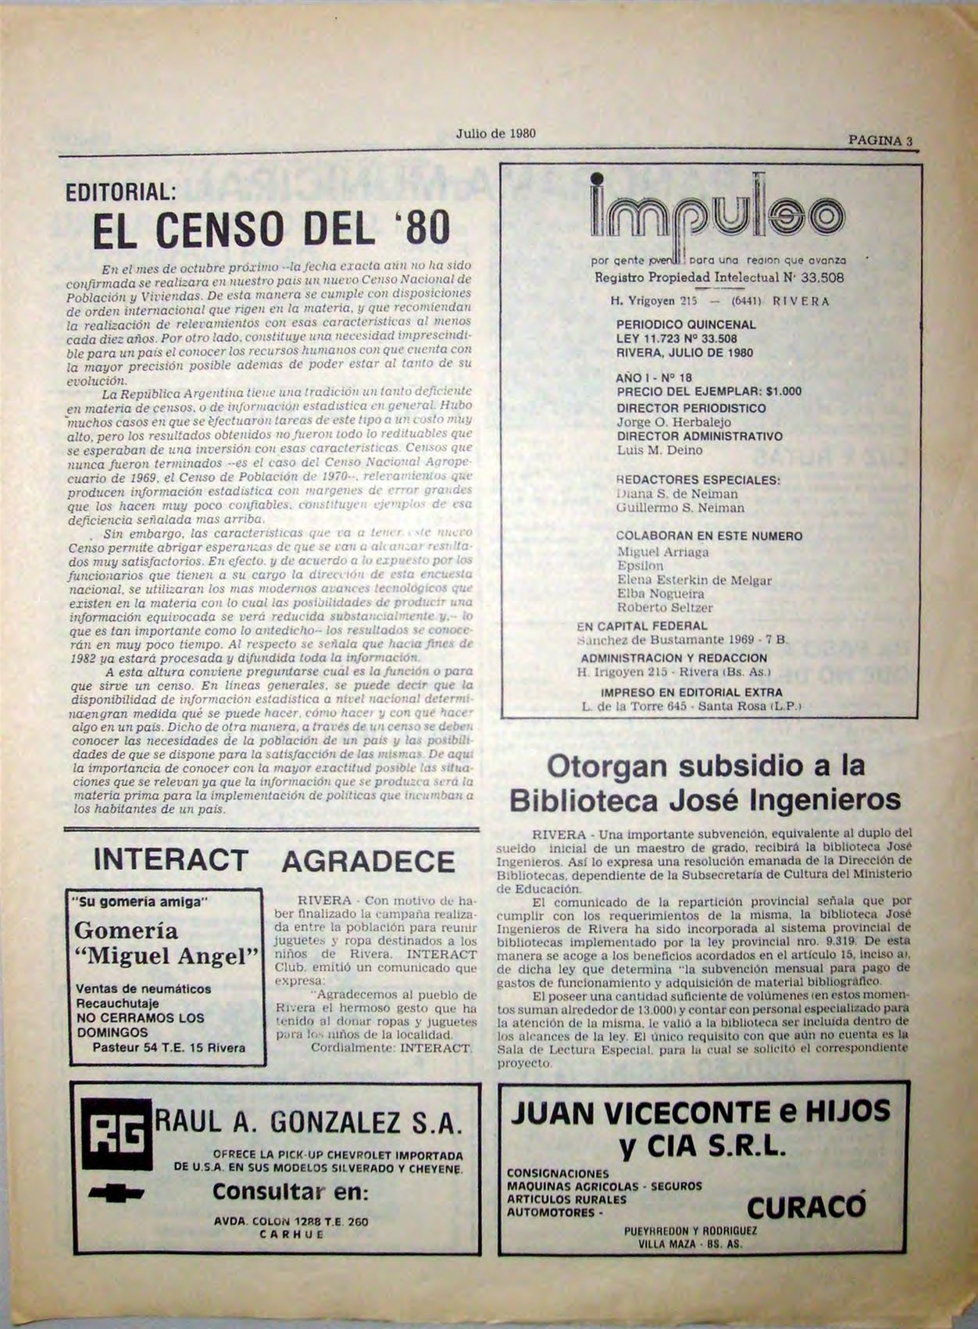 Julio de 1980
PAGINA 3
EDITORIAL:
EL CENSO DEL '80
En el mes de octubre próximo --la fecha exacta aún no ha sido
confirmada se realizara en nuestro pais un nuevo Censo Nacional de
Población y Viviendas. De esta manera se cumple con disposiciones
de orden internacional que rigen en la materia, y que recomiendan
la realización de relevamientos con esas caracteristicas al menos
cada diez años. Por otro lado, constituye una necesidad imprescindi-
ble para un pais el conocer los recursos humanos con que cuenta con
la mayor precisión posible ademas de poder estar al tanto de su
evolución.
La República Argentina tiene una tradición un tanto deficiente
en materia de censos, o de información estadistica en general. Hubo
muchos casos en que se efectuaron tareas de este tipo a un costo muy
alto, pero los resultados obtenidos no fueron todo lo redituables que
se esperaban de una inversión con esas caracteristicas. Censos que
nunca fueron terminados --es el caso del Censo Nacional Agrope-
cuario de 1969, el Censo de Población de 1970--, relevamientos que
producen información estadistica con margenes de error grandes
que los hacen muy poco confiables, constituyen ejemplos de esa
deficiencia señalada mas arriba.
Sin embargo, las caracteristicas que va a tener este nuevo
Censo permite abrigar esperanzas de que se van a alcanzar resulta-
dos muy satisfactorios. En efecto, y de acuerdo a lo expuesto por los
funcionarios que tienen a su cargo la dirección de esta encuesta
nacional, se utilizaran los mas modernos avances tecnológicos que
existen en la materia con lo cual las posibilidades de producir una
información equivocada se verá reducida substancialmente y,-- lo
que es tan importante como lo antedicho-- los resultados se conoce-
rán en muy poco tiempo. Al respecto se señala que hacia fines de
1982 ya estará procesada y difundida toda la información.
A esta altura conviene preguntarse cual es la función o para
que sirve un censo. En lineas generales, se puede decir que la
disponibilidad de información estadistica a nivel nacional determi-
naengran medida qué se puede hacer, cómo hacer y con que hacer
algo en un pais. Dicho de otra manera, a través de un censo se deben
conocer las necesidades de la población de un pais y las posibili-
dades de que se dispone para la satisfacción de las mismas. De aqui
la importancia de conocer con la mayor exactitud posible las situa-
ciones que se relevan ya que la información que se produzca será la
materia prima para la implementación de politicas que incumban a
los habitantes de un pais.
INTERACT AGRADECE
"Su gomeria amiga"
Gomería
"Miguel Angel"
Ventas de neumáticos
Recauchutaje
NO CERRAMOS LOS
DOMINGOS
Pasteur 54 T.E. 15 Rivera
RIVERA - Con motivo de ha-
ber finalizado la campaña realiza-
da entre la población para reunir
juguetes y ropa destinados a los
niños de Rivera. INTERACT
Club, emitió un comunicado que
expresa:
"Agradecemos al pueblo de
Rivera el hermoso gesto que ha
tenido al donar ropas y juguetes
para los niños de la localidad.
Cordialmente: INTERACT.
RG
RAUL A. GONZALEZ S.A.
OFRECE LA PICK-UP CHEVROLET IMPORTADA
DE U.S.A. EN SUS MODELOS SILVERADO Y CHEYENE.
Consultar en:
AVDA. COLON 1288 T.E. 260
CARHUE
impulso
por gente joven para una region que avanza
Registro Propiedad Intelectual N° 33.508
H. Yrigoyen 215 — (6441) RIVERA
PERIODICO QUINCENAL
LEY 11.723 Nº 33.508
RIVERA, JULIO DE 1980
AÑO I - Nº 18
PRECIO DEL EJEMPLAR: $1.000
DIRECTOR PERIODISTICO
Jorge O. Herbalejo
DIRECTOR ADMINISTRATIVO
Luis M. Deino
REDACTORES ESPECIALES:
Diana S. de Neiman
Guillermo S. Neiman
COLABORAN EN ESTE NUMERO
Miguel Arriaga
Epsilon
Elena Esterkin de Melgar
Elba Nogueira
Roberto Seltzer
EN CAPITAL FEDERAL
Sánchez de Bustamante 1969 - 7 B.
ADMINISTRACION Y REDACCION
H. Irigoyen 215 - Rivera (Bs. As.)
IMPRESO EN EDITORIAL EXTRA
L. de la Torre 645 - Santa Rosa (L.P.)
Otorgan subsidio a la
Biblioteca José Ingenieros
RIVERA - Una importante subvención, equivalente al duplo del
sueldo inicial de un maestro de grado, recibirá la biblioteca José
Ingenieros. Asi lo expresa una resolución emanada de la Dirección de
Bibliotecas, dependiente de la Subsecretaría de Cultura del Ministerio
de Educación.
El comunicado de la repartición provincial señala que por
cumplir con los requerimientos de la misma, la biblioteca José
Ingenieros de Rivera ha sido incorporada al sistema provincial de
bibliotecas implementado por la ley provincial nro. 9.319. De esta
manera se acoge a los beneficios acordados en el artículo 15, inciso a),
de dicha ley que determina "la subvención mensual para pago de
gastos de funcionamiento y adquisición de material bibliográfico.
El poseer una cantidad suficiente de volúmenes (en estos momen-
tos suman alrededor de 13.000) y contar con personal especializado para
la atención de la misma, le valió a la biblioteca ser incluida dentro de
los alcances de la ley. El único requisito con que aún no cuenta es la
Sala de Lectura Especial, para la cual se solicitó el correspondiente
proyecto.
JUAN VICECONTE e HIJOS
y CIA S.R.L.
CONSIGNACIONES
MAQUINAS AGRICOLAS - SEGUROS
ARTICULOS RURALES
AUTOMOTORES -
CURACÓ
PUEYRREDON Y RODRIGUEZ
VILLA MAZA - BS. AS.